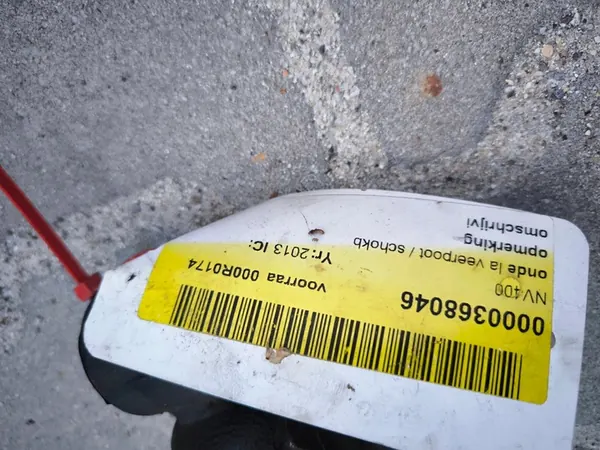 0000368046
voorraa 000R0174
NV400
Yr: 2013 IC:
onde la veerpoot / schokb
opmerking
omschrijvi